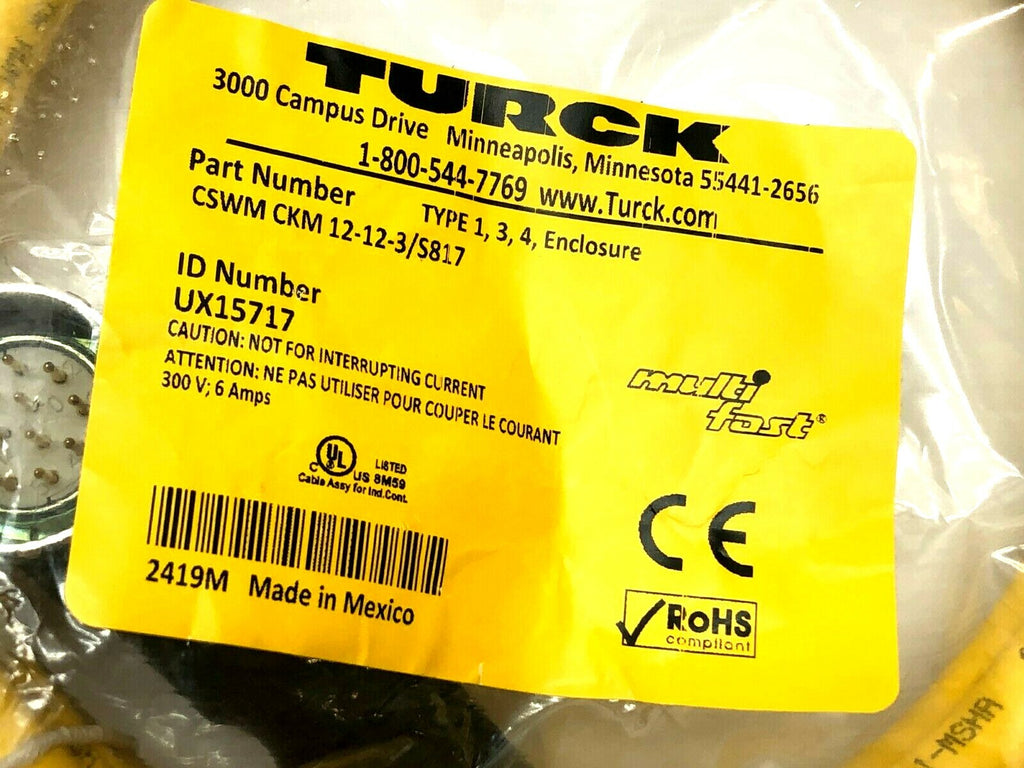 TURCK
3000 Campus Drive Minneapolis, Minnesota 55441-2656
1-800-544-7769 www.Turck.com
Part Number TYPE 1, 3, 4, Enclosure
CSWM CKM 12-12-3/S817
ID Number
UX15717
CAUTION: NOT FOR INTERRUPTING CURRENT
ATTENTION: NE PAS UTILISER POUR COUPER LE COURANT
300 V; 6 Amps
multi
fast®
C UL US LISTED 8M59
Cable Assy for Ind.Cont.
CE
2419M Made in Mexico
RoHS
compliant
-MSHA